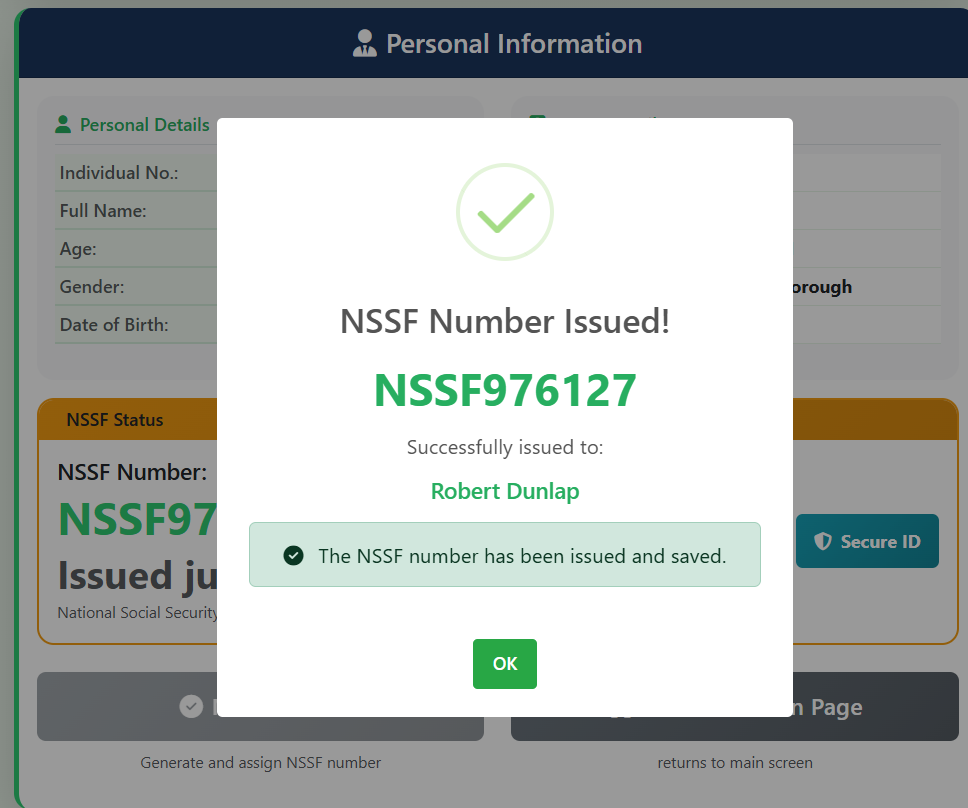 Personal Information
Personal Details
Individual No.:
Full Name:
Age:
Gender:
orough
Date of Birth:
NSSF Number Issued!
NSSF976127
Successfully issued to:
Robert Dunlap
The NSSF number has been issued and saved.
OK
NSSF Status
NSSF Number:
NSSF97
Issued ju
National Social Security
Secure ID
n Page
Generate and assign NSSF number
returns to main screen